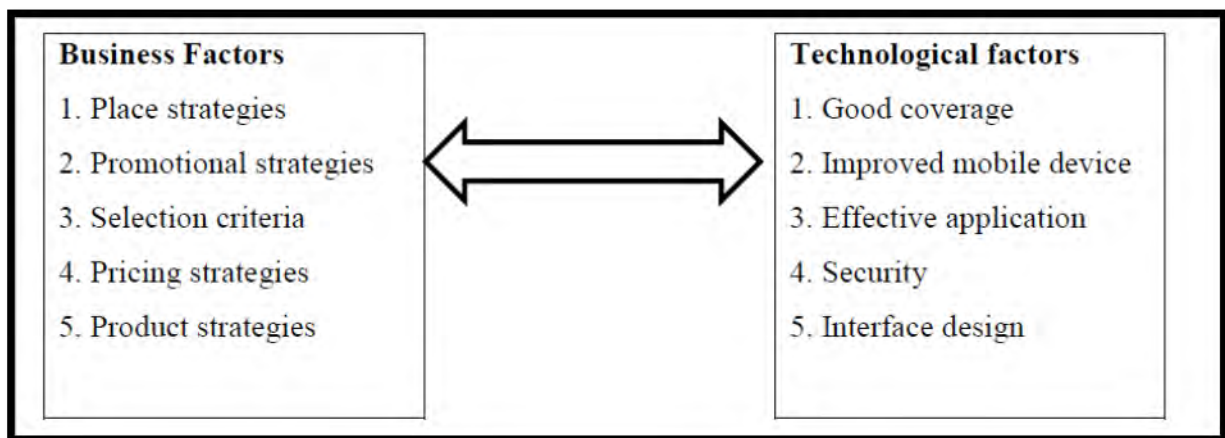 Business Factors
1. Place strategies
2. Promotional strategies
3. Selection criteria
4. Pricing strategies
5. Product strategies
Technological factors
1. Good coverage
2. Improved mobile device
3. Effective application
4. Security
5. Interface design